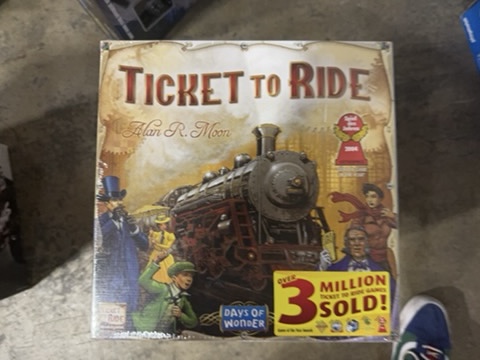 TICKET TO RIDE
Alan R. Moon
Spiel des Jahres
2004
OVER
3 MILLION
TICKET TO RIDE GAMES
SOLD!
DAYS OF
WONDER